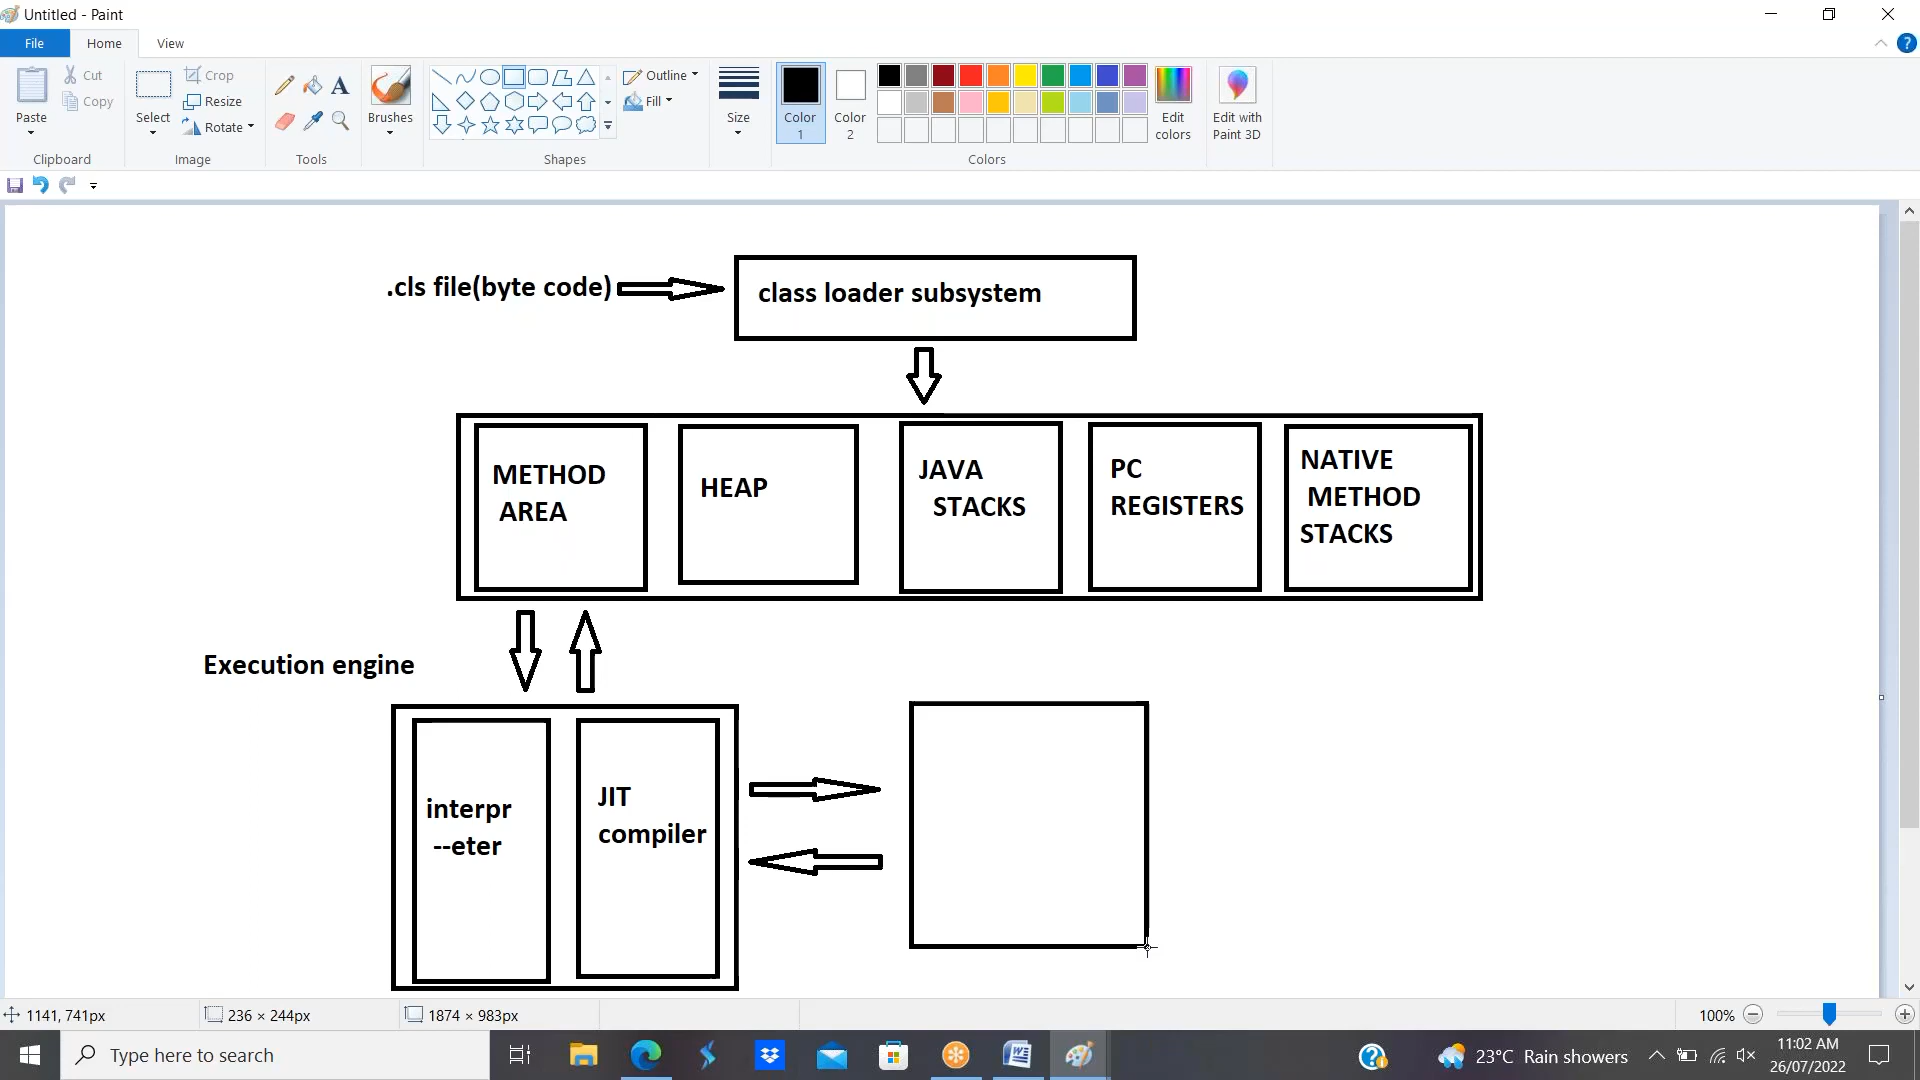 Untitled - Paint
File Home View
Paste
Cut
Copy
Clipboard
Select
Crop
Resize
Rotate
Image
Tools
Brushes
Outline
Fill
Shapes
Size
Color 1
Color 2
Colors
Edit colors
Edit with Paint 3D
.cls file(byte code)
class loader subsystem
METHOD
AREA
HEAP
JAVA
STACKS
PC
REGISTERS
NATIVE
METHOD
STACKS
Execution engine
interpr
--eter
JIT
compiler
1141, 741px
236 × 244px
1874 × 983px
100%
Type here to search
23°C Rain showers
11:02 AM
26/07/2022